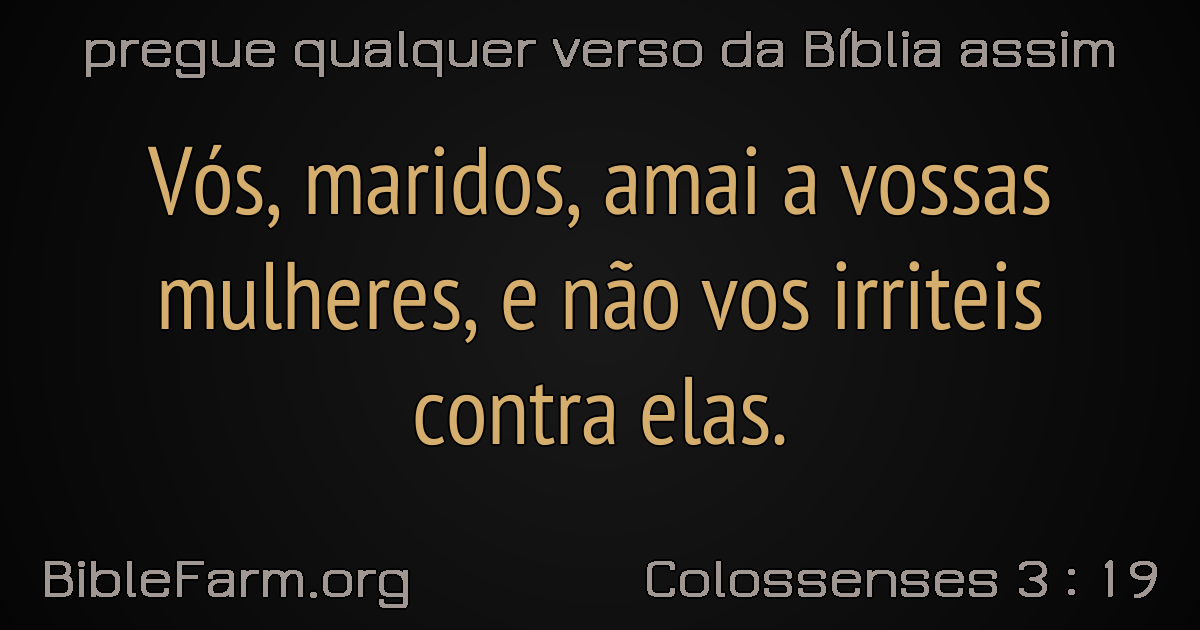 pregue qualquer verso da Bíblia assim
Vós, maridos, amai a vossas
mulheres, e não vos irriteis
contra elas.
BibleFarm.org
Colossenses 3 : 19